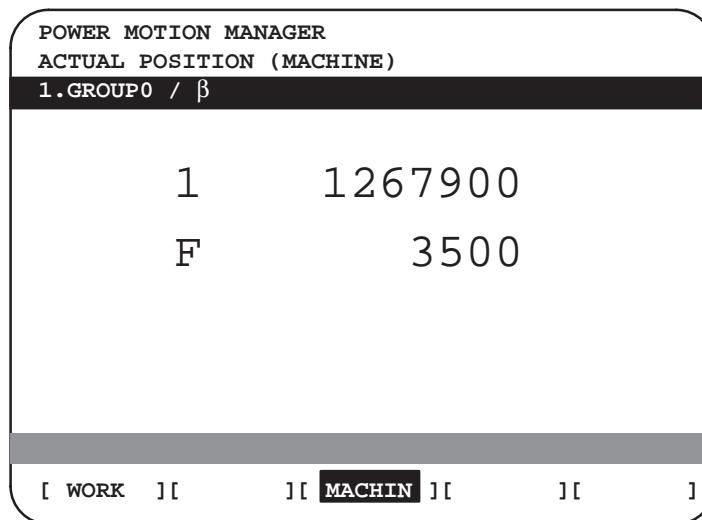 POWER MOTION MANAGER
ACTUAL POSITION (MACHINE)
1.GROUP0 / β
1 1267900
F 3500
[ WORK ][ ][ MACHIN ][ ][ ]